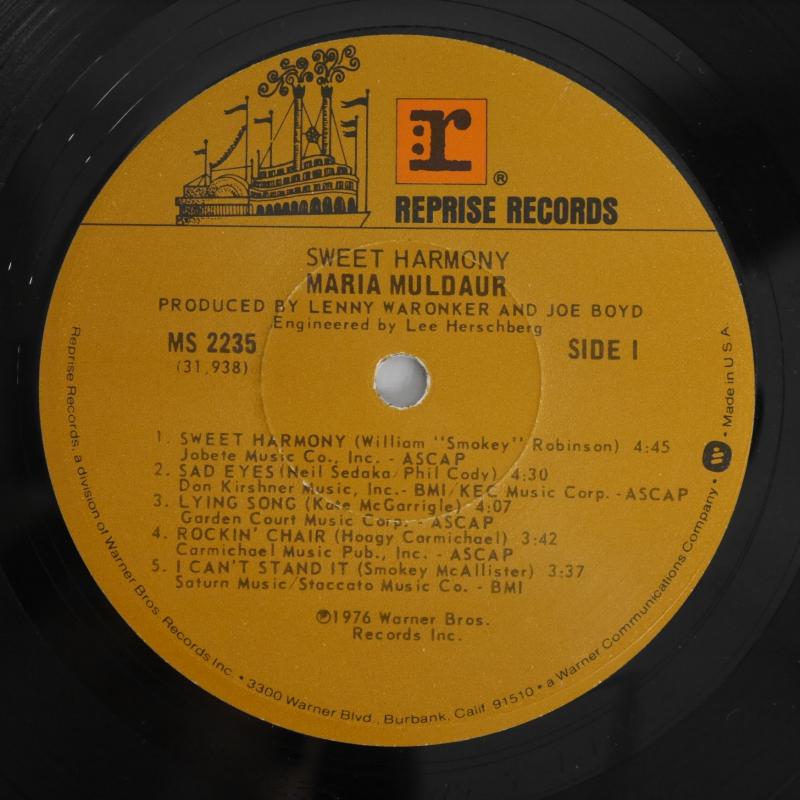 r
®
REPRISE RECORDS
SWEET HARMONY
MARIA MULDAUR
PRODUCED BY LENNY WARONKER AND JOE BOYD
Engineered by Lee Herschberg
MS 2235
SIDE I
(31,938)
1. SWEET HARMONY (William "Smokey" Robinson) 4:45
Jobete Music Co., Inc. - ASCAP
2. SAD EYES (Neil Sedaka/Phil Cody) 4:30
Don Kirshner Music, Inc.- BMI/KEC Music Corp. - ASCAP
3. LYING SONG (Kate McGarrigle) 4:07
Garden Court Music Corp. - ASCAP
4. ROCKIN' CHAIR (Hoagy Carmichael) 3:42
Carmichael Music Pub., Inc. - ASCAP
5. I CAN'T STAND IT (Smokey McAllister) 3:37
Saturn Music/Staccato Music Co. - BMI
℗1976 Warner Bros.
Records Inc.
Reprise Records, a division of Warner Bros. Records Inc. • 3300 Warner Blvd., Burbank, Calif. 91510 • a Warner Communications Company • Made in U S A